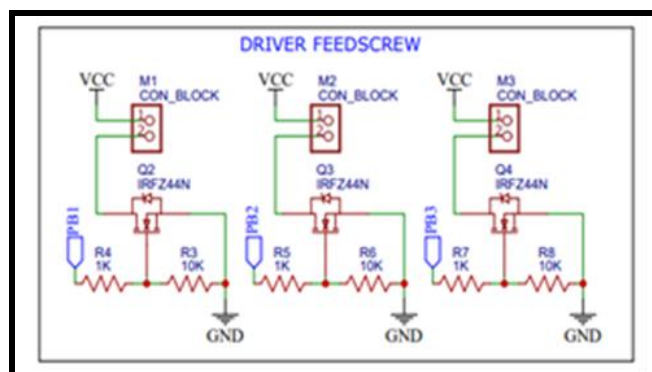 DRIVER FEEDSCREW
VCC
M1
CON_BLOCK
1
2
Q2
IRFZ44N
PB1
R4
1K
R3
10K
GND
VCC
M2
CON_BLOCK
1
2
Q3
IRFZ44N
PB2
R5
1K
R6
10K
GND
VCC
M3
CON_BLOCK
1
2
Q4
IRFZ44N
PB3
R7
1K
R8
10K
GND